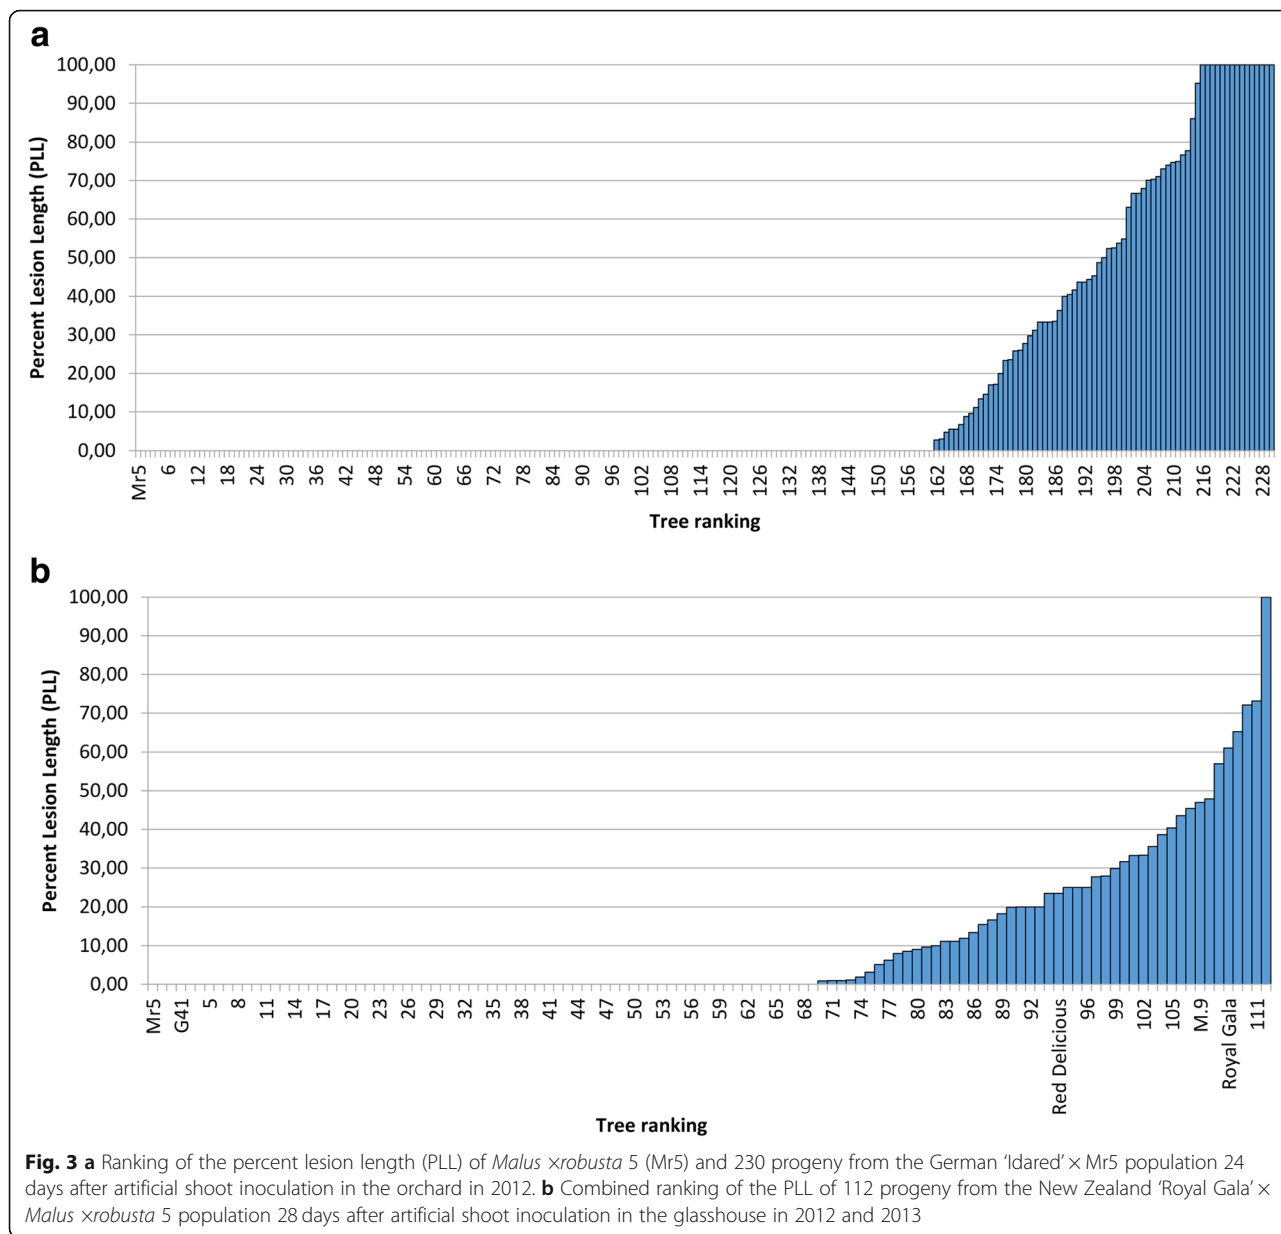 a
100,00
90,00
80,00
70,00
60,00
50,00
40,00
30,00
20,00
10,00
0,00
Percent Lesion Length (PLL)
Mr5 6 12 18 24 30 36 42 48 54 60 66 72 78 84 90 96 102 108 114 120 126 132 138 144 150 156 162 168 174 180 186 192 198 204 210 216 222 228
Tree ranking
b
100,00
90,00
80,00
70,00
60,00
50,00
40,00
30,00
20,00
10,00
0,00
Percent Lesion Length (PLL)
Mr5 G41 5 8 11 14 17 20 23 26 29 32 35 38 41 44 47 50 53 56 59 62 65 68 71 74 77 80 83 86 89 92 Red Delicious 96 99 102 105 M.9 Royal Gala 111
Tree ranking
Fig. 3 a Ranking of the percent lesion length (PLL) of Malus ×robusta 5 (Mr5) and 230 progeny from the German ‘Idared’ × Mr5 population 24
days after artificial shoot inoculation in the orchard in 2012. b Combined ranking of the PLL of 112 progeny from the New Zealand ‘Royal Gala’ ×
Malus ×robusta 5 population 28 days after artificial shoot inoculation in the glasshouse in 2012 and 2013